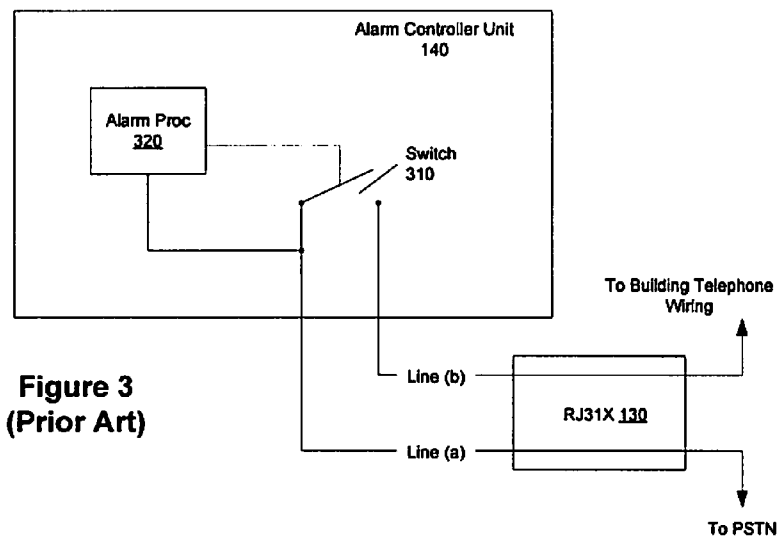 Alarm Controller Unit
140
Alarm Proc
320
Switch
310
To Building Telephone
Wiring
Line (b)
Figure 3
(Prior Art)
RJ31X 130
Line (a)
To PSTN